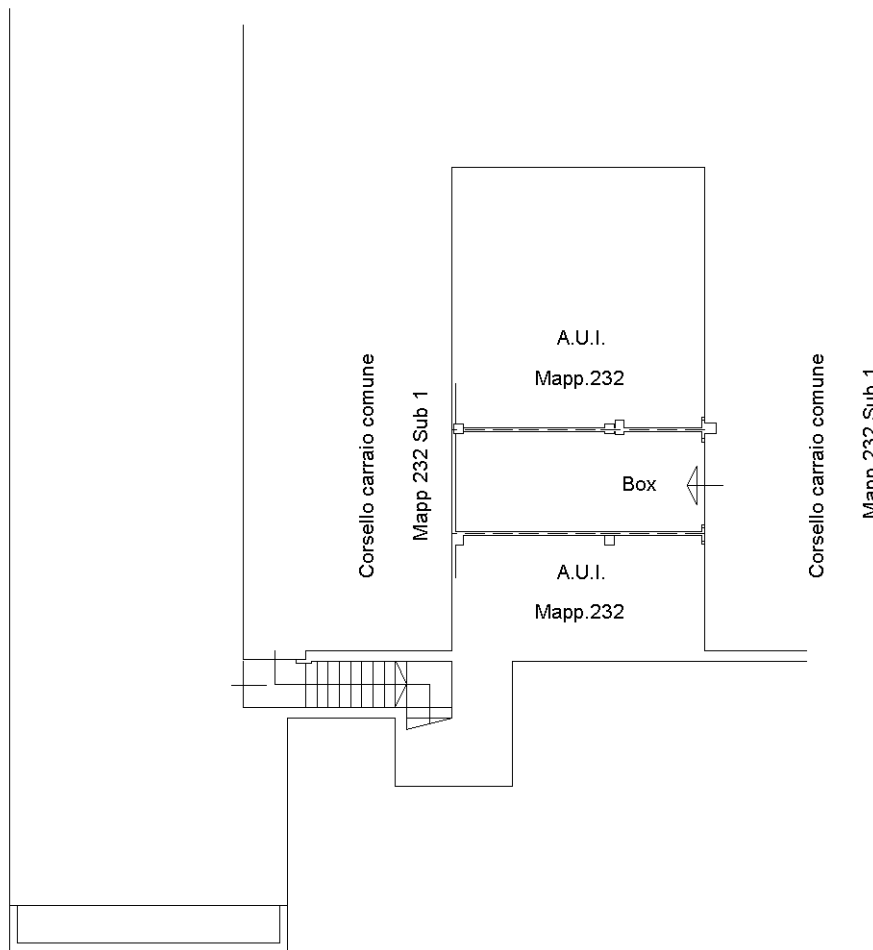 A.U.I.
Mapp.232
Corsello carraio comune
Mapp 232 Sub 1
Box
Corsello carraio comune
Mapp 232 Sub 1
A.U.I.
Mapp.232